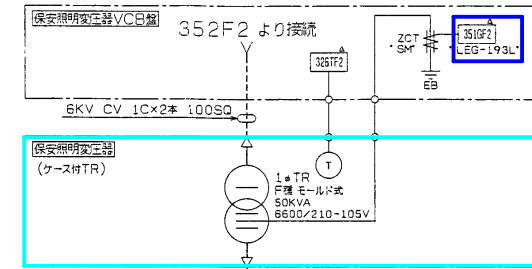 保安照明変圧器VCB盤
352F2 より接続
326TF2
ZCT
"SM"
351GF2
"LEG-193L"
EB
6KV CV 1C×2本 100SQ
保安照明変圧器
(ケース付TR)
T
1φTR
F種 モールド式
50KVA
6600/210-105V